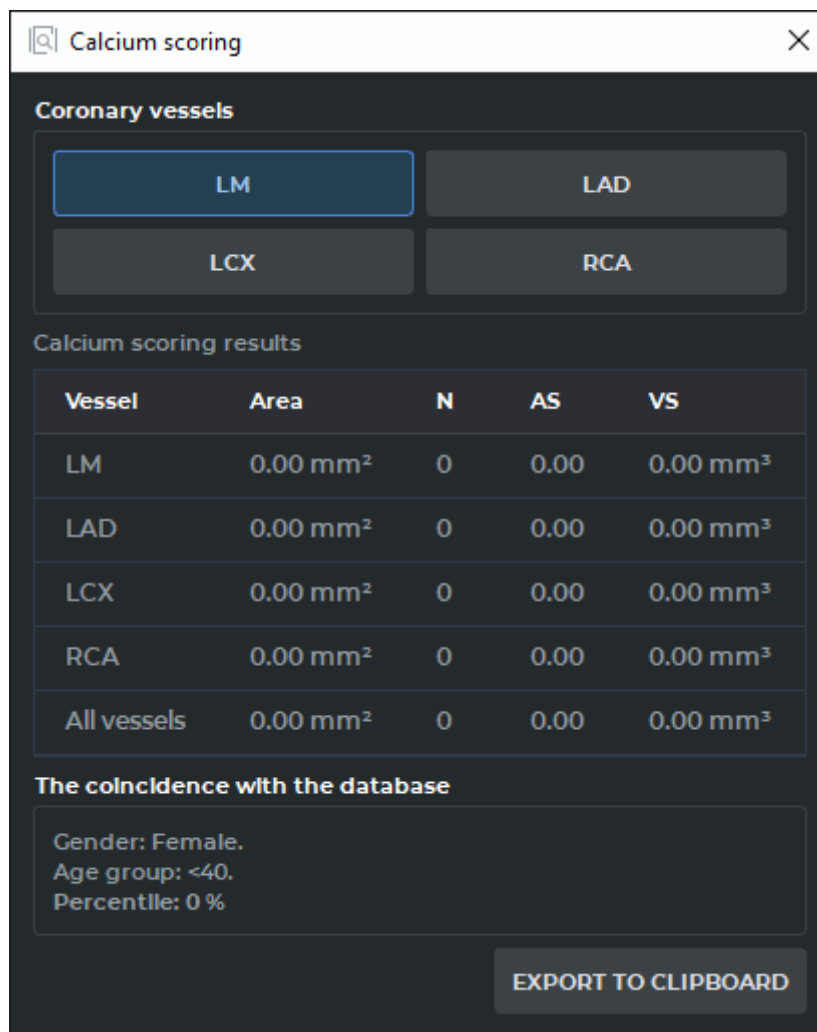 Calcium scoring
Coronary vessels
LM LAD
LCX RCA
Calcium scoring results
Vessel Area N AS VS
LM 0.00 mm² 0 0.00 0.00 mm³
LAD 0.00 mm² 0 0.00 0.00 mm³
LCX 0.00 mm² 0 0.00 0.00 mm³
RCA 0.00 mm² 0 0.00 0.00 mm³
All vessels 0.00 mm² 0 0.00 0.00 mm³
The coincidence with the database
Gender: Female.
Age group: <40.
Percentile: 0 %
EXPORT TO CLIPBOARD